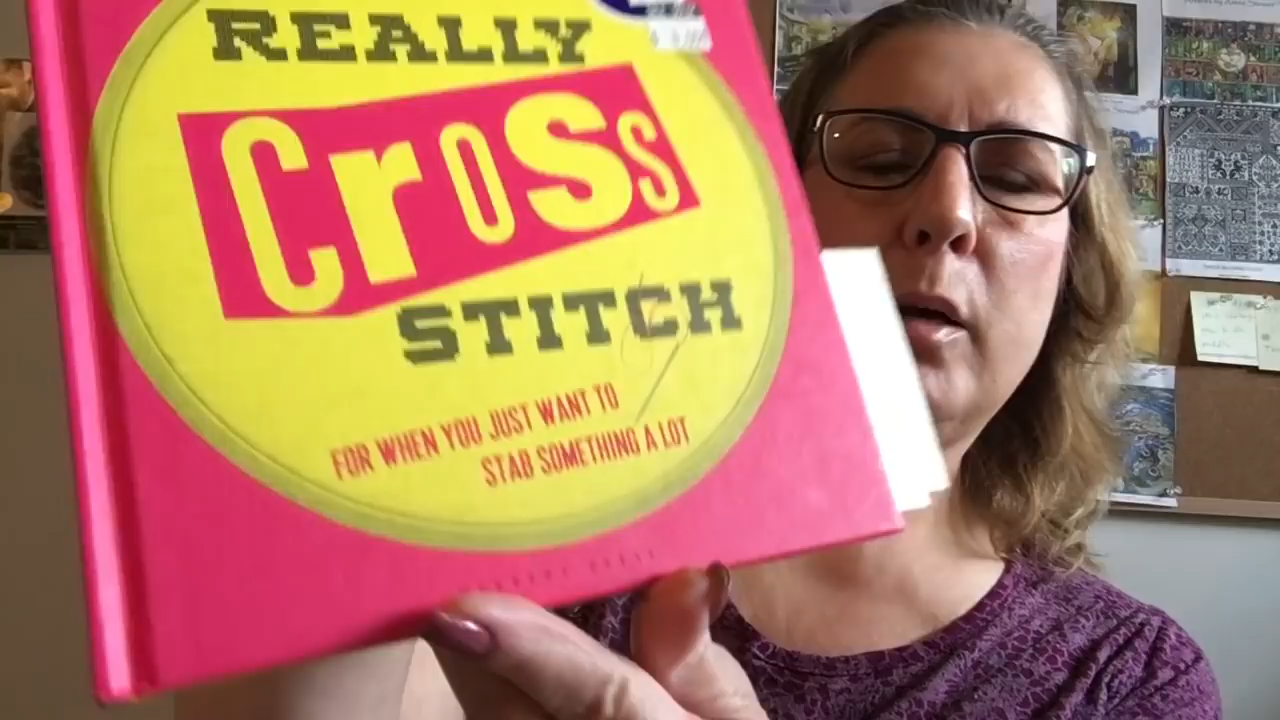 REALLY
CrOSS
STITCH
FOR WHEN YOU JUST WANT TO
STAB SOMETHING A LOT